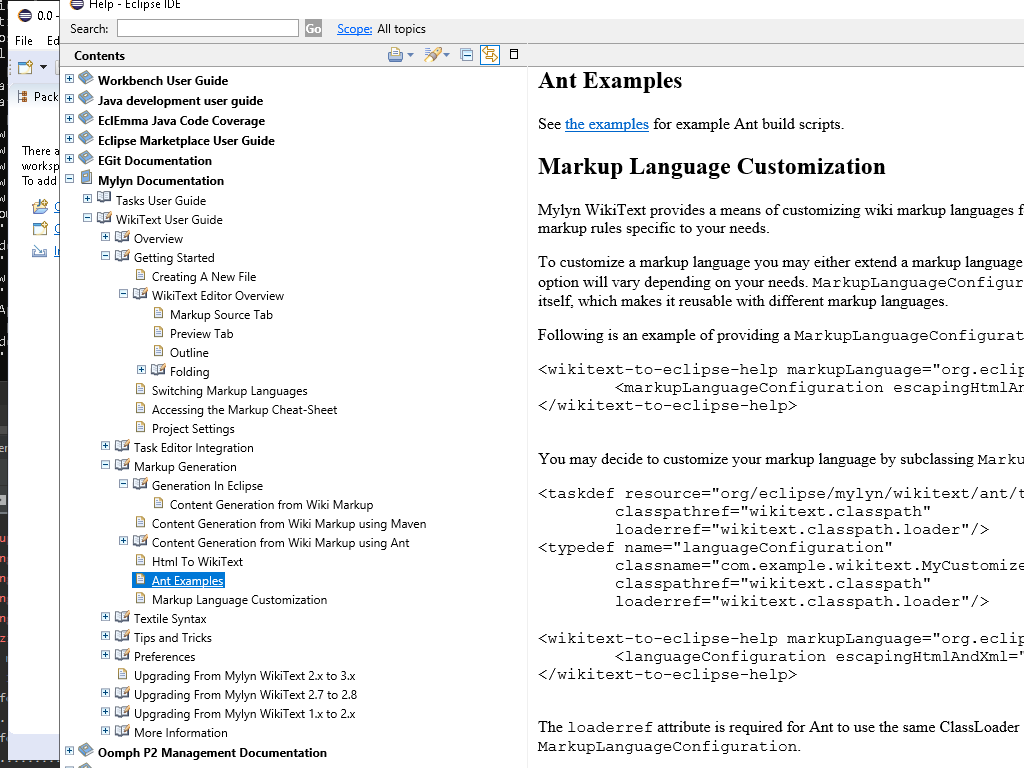 Help - Eclipse IDE
0.0 -
Search:
Go
Scope: All topics
File Ed
Contents
Pack
There a
worksp
To add
Workbench User Guide
Java development user guide
EclEmma Java Code Coverage
Eclipse Marketplace User Guide
EGit Documentation
Mylyn Documentation
Tasks User Guide
WikiText User Guide
Overview
Getting Started
Creating A New File
WikiText Editor Overview
Markup Source Tab
Preview Tab
Outline
Folding
Switching Markup Languages
Accessing the Markup Cheat-Sheet
Project Settings
Task Editor Integration
Markup Generation
Generation In Eclipse
Content Generation from Wiki Markup
Content Generation from Wiki Markup using Maven
Content Generation from Wiki Markup using Ant
Html To WikiText
Ant Examples
Markup Language Customization
Textile Syntax
Tips and Tricks
Preferences
Upgrading From Mylyn WikiText 2.x to 3.x
Upgrading From Mylyn WikiText 2.7 to 2.8
Upgrading From Mylyn WikiText 1.x to 2.x
More Information
Oomph P2 Management Documentation
Ant Examples
See the examples for example Ant build scripts.
Markup Language Customization
Mylyn WikiText provides a means of customizing wiki markup languages f
markup rules specific to your needs.
To customize a markup language you may either extend a markup language
option will vary depending on your needs. MarkupLanguageConfigur
itself, which makes it reusable with different markup languages.
Following is an example of providing a MarkupLanguageConfigurat
<wikitext-to-eclipse-help markupLanguage="org.eclip
<markupLanguageConfiguration escapingHtmlAn
</wikitext-to-eclipse-help>
You may decide to customize your markup language by subclassing Marku
<taskdef resource="org/eclipse/mylyn/wikitext/ant/t
classpathref="wikitext.classpath"
loaderref="wikitext.classpath.loader"/>
<typedef name="languageConfiguration"
classname="com.example.wikitext.MyCustomize
classpathref="wikitext.classpath"
loaderref="wikitext.classpath.loader"/>
<wikitext-to-eclipse-help markupLanguage="org.eclip
<languageConfiguration escapingHtmlAndXml="
</wikitext-to-eclipse-help>
The loaderref attribute is required for Ant to use the same ClassLoader
MarkupLanguageConfiguration.